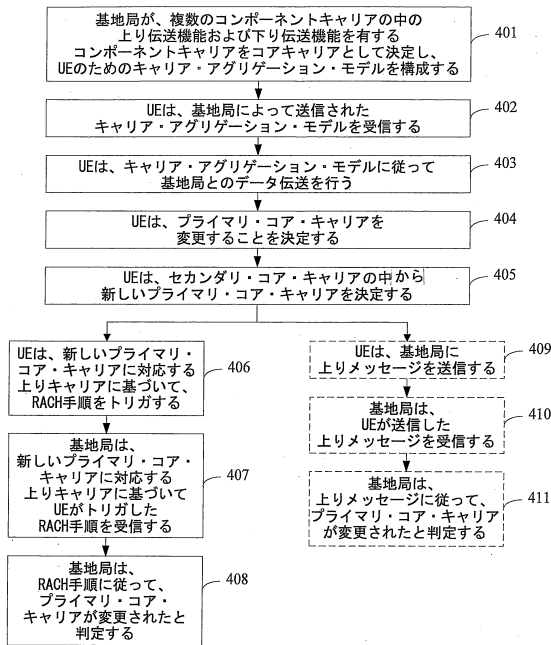 基地局が、複数のコンポーネントキャリアの中の
上り伝送機能および下り伝送機能を有する
コンポーネントキャリアをコアキャリアとして決定し、
UEのためのキャリア・アグリゲーション・モデルを構成する
401
UEは、基地局によって送信された
キャリア・アグリゲーション・モデルを受信する
402
UEは、キャリア・アグリゲーション・モデルに従って
基地局とのデータ伝送を行う
403
UEは、プライマリ・コア・キャリアを
変更することを決定する
404
UEは、セカンダリ・コア・キャリアの中から
新しいプライマリ・コア・キャリアを決定する
405
UEは、新しいプライマリ・
コア・キャリアに対応する
上りキャリアに基づいて、
RACH手順をトリガする
406
基地局は、
新しいプライマリ・コア・
キャリアに対応する
上りキャリアに基づいて
UEがトリガした
RACH手順を受信する
407
基地局は、
RACH手順に従って、
プライマリ・コア・
キャリアが変更されたと
判定する
408
UEは、基地局に
上りメッセージを送信する
409
基地局は、
UEが送信した
上りメッセージを受信する
410
基地局は、
上りメッセージに従って、
プライマリ・コア・キャリア
が変更されたと判定する
411